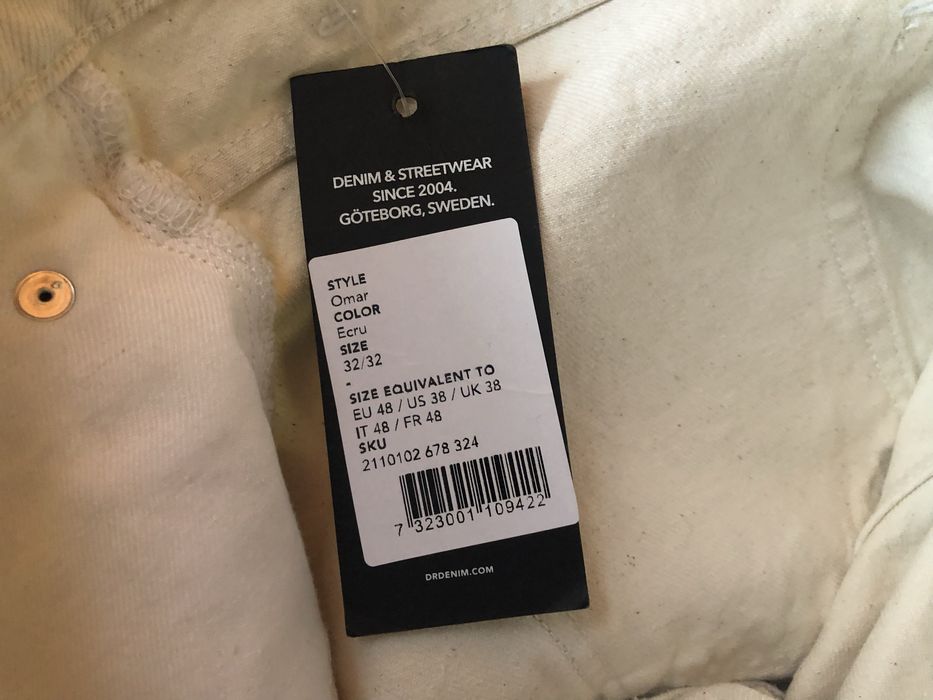 DENIM & STREETWEAR
SINCE 2004.
GÖTEBORG, SWEDEN.
STYLE
Omar
COLOR
Ecru
SIZE
32/32
-
SIZE EQUIVALENT TO
EU 48 / US 38 / UK 38
IT 48 / FR 48
SKU
2110102 678 324
7 323001 109422
DRDENIM.COM